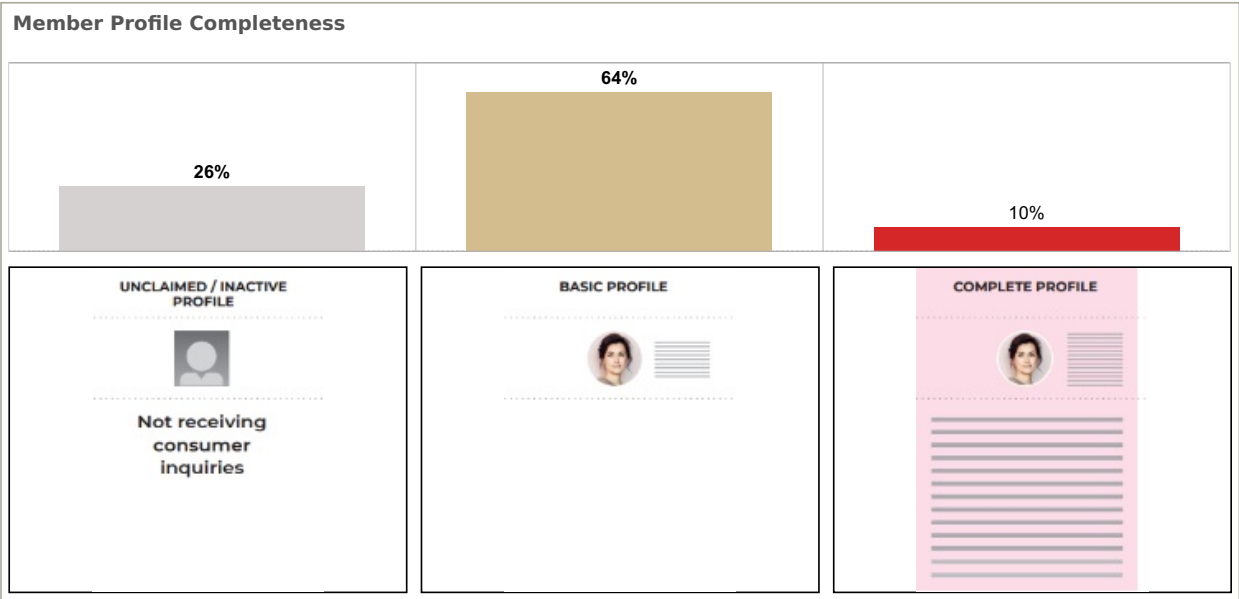 Member Profile Completeness
26%
64%
10%
UNCLAIMED / INACTIVE
PROFILE
Not receiving
consumer
inquiries
BASIC PROFILE
COMPLETE PROFILE